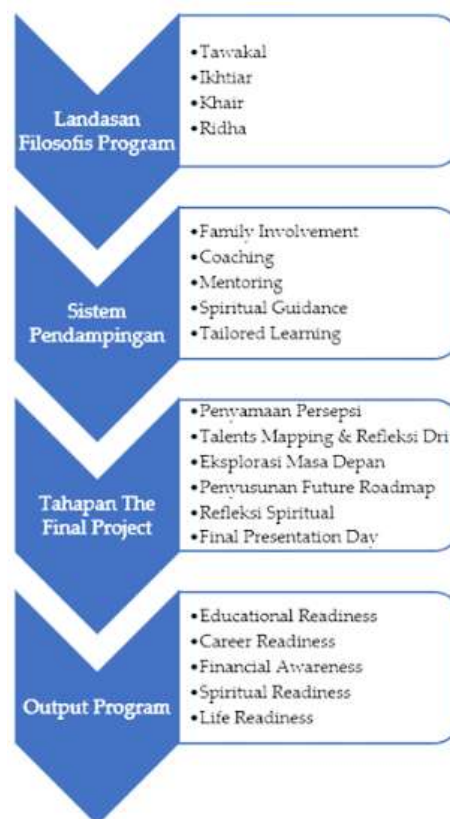 Landasan
Filosofis Program
•Tawakal
•Ikhtiar
•Khair
•Ridha
Sistem
Pendampingan
•Family Involvement
•Coaching
•Mentoring
•Spiritual Guidance
•Tailored Learning
Tahapan The
Final Project
•Penyamaan Persepsi
•Talents Mapping & Refleksi Dri
•Eksplorasi Masa Depan
•Penyusunan Future Roadmap
•Refleksi Spiritual
•Final Presentation Day
Output Program
•Educational Readiness
•Career Readiness
•Financial Awareness
•Spiritual Readiness
•Life Readiness